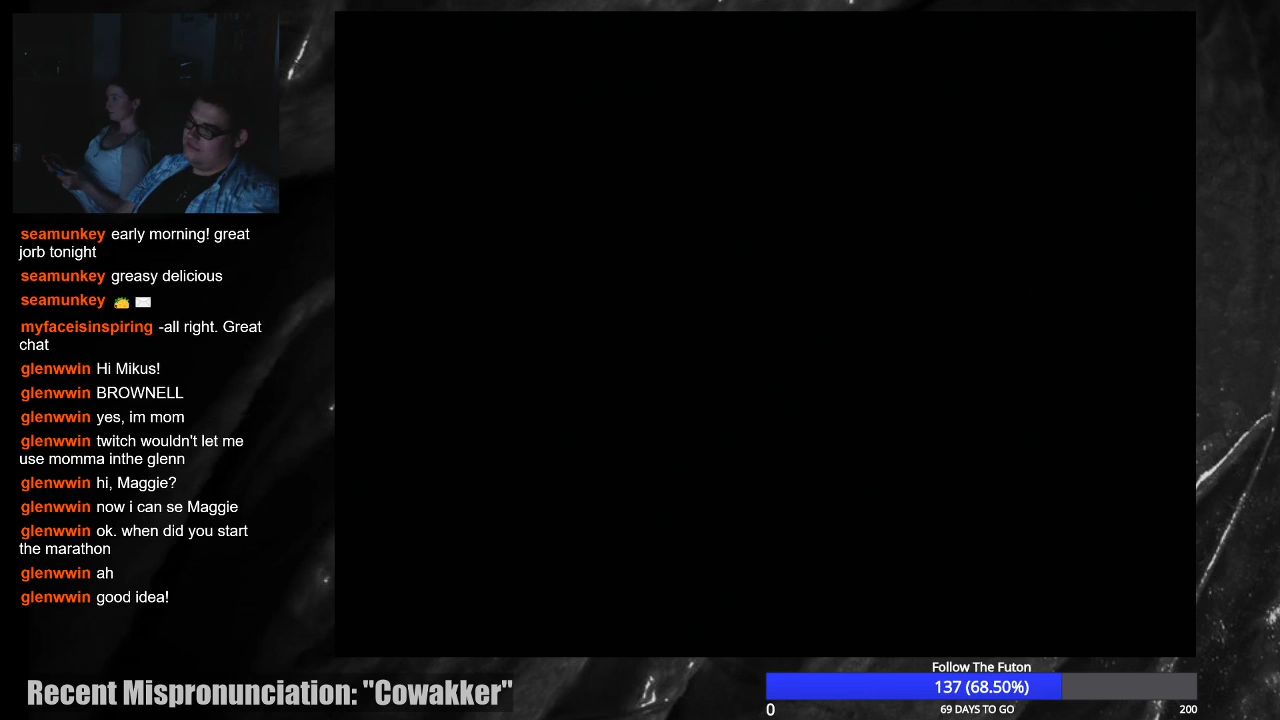 seamunkey early morning! great
jorb tonight
seamunkey greasy delicious
seamunkey 🌮 ✉️
myfaceisinspiring -all right. Great
chat
glenwwin Hi Mikus!
glenwwin BROWNELL
glenwwin yes, im mom
glenwwin twitch wouldn't let me
use momma inthe glenn
glenwwin hi, Maggie?
glenwwin now i can se Maggie
glenwwin ok. when did you start
the marathon
glenwwin ah
glenwwin good idea!
Recent Mispronunciation: "Cowakker"
Follow The Futon
137 (68.50%)
0 69 DAYS TO GO 200